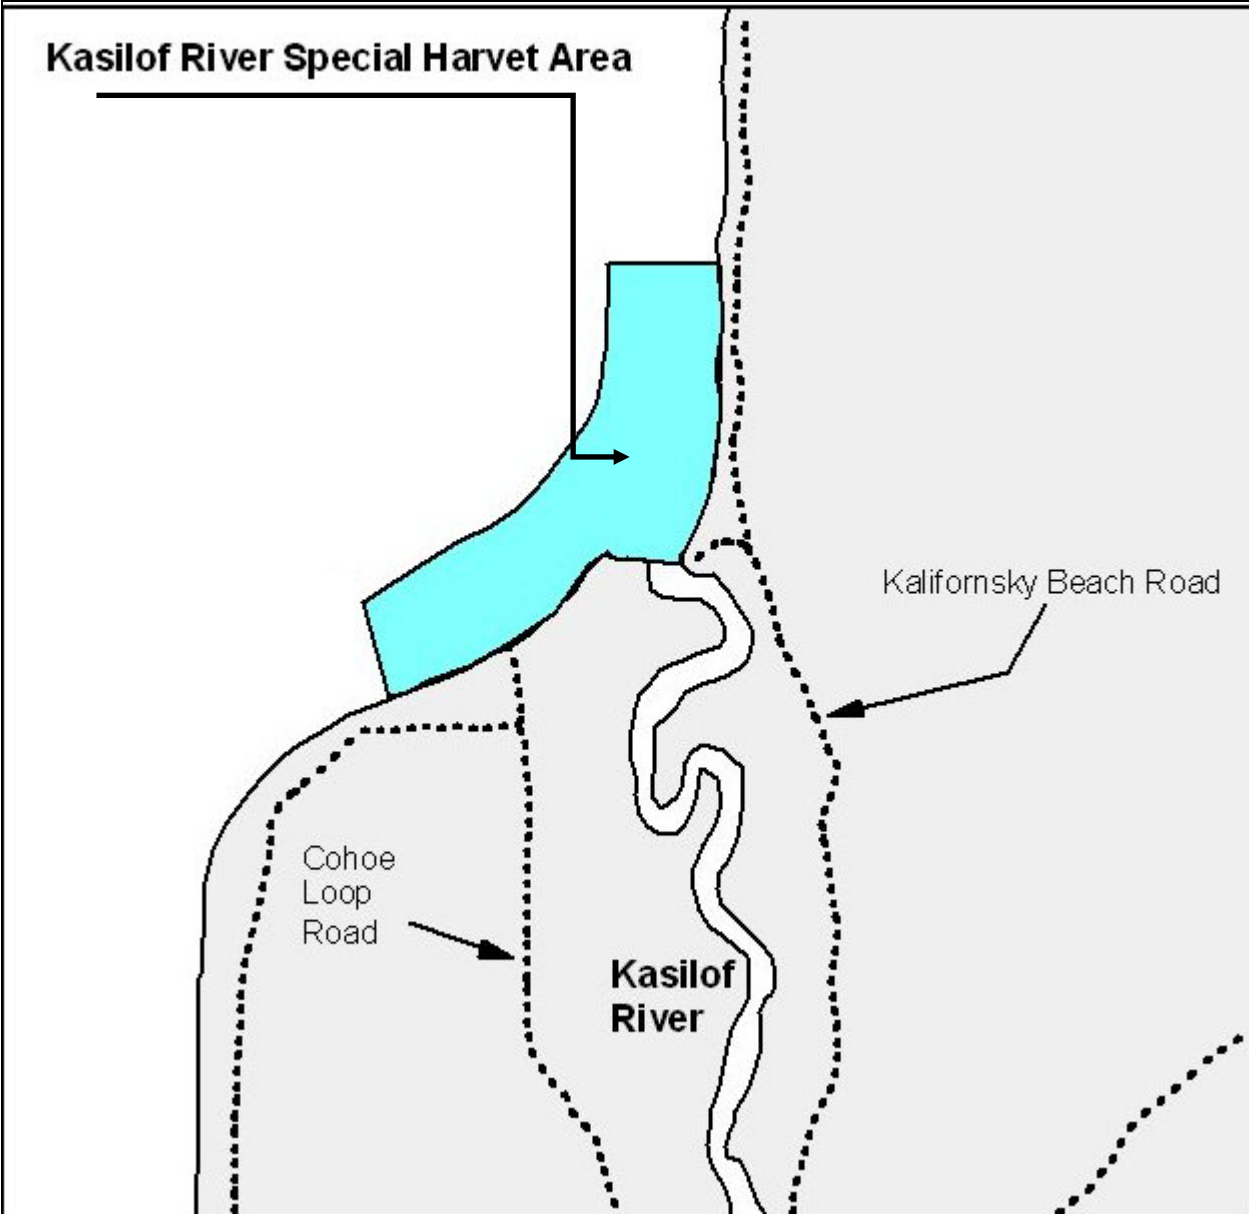 Kasilof River Special Harvet Area
Kalifornsky Beach Road
Cohoe
Loop
Road
Kasilof
River